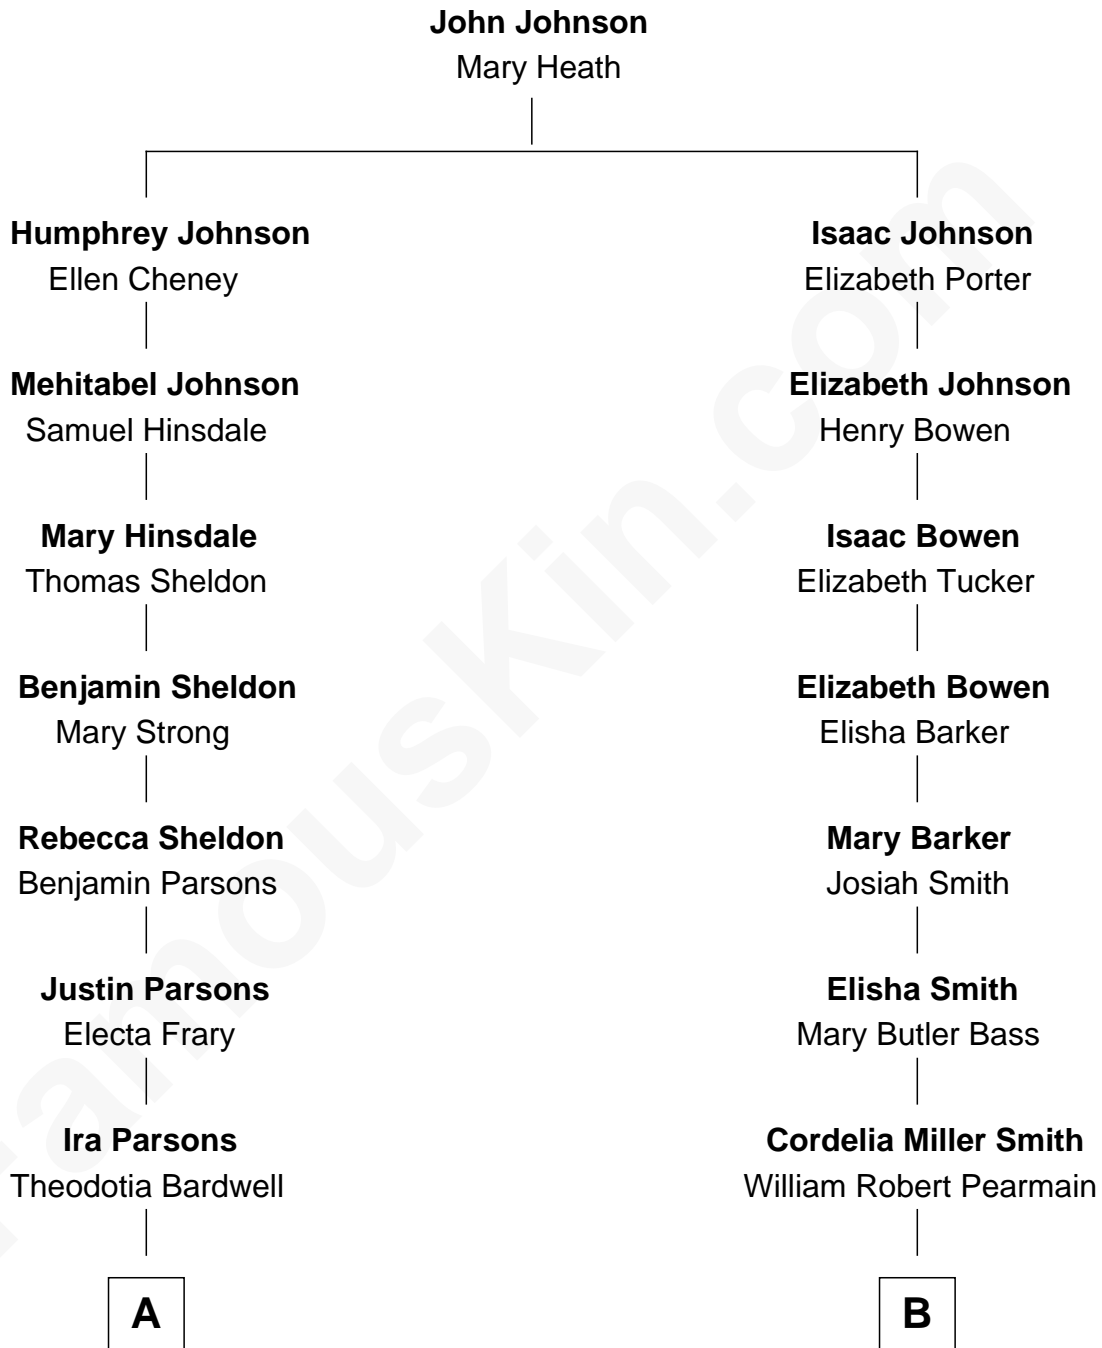 John Johnson
Mary Heath
Humphrey Johnson
Ellen Cheney
Isaac Johnson
Elizabeth Porter
Mehitabel Johnson
Samuel Hinsdale
Elizabeth Johnson
Henry Bowen
Mary Hinsdale
Thomas Sheldon
Isaac Bowen
Elizabeth Tucker
Benjamin Sheldon
Mary Strong
Elizabeth Bowen
Elisha Barker
Rebecca Sheldon
Benjamin Parsons
Mary Barker
Josiah Smith
Justin Parsons
Electa Frary
Elisha Smith
Mary Butler Bass
Ira Parsons
Theodotia Bardwell
Cordelia Miller Smith
William Robert Pearmain
A
B
FamousKin.com